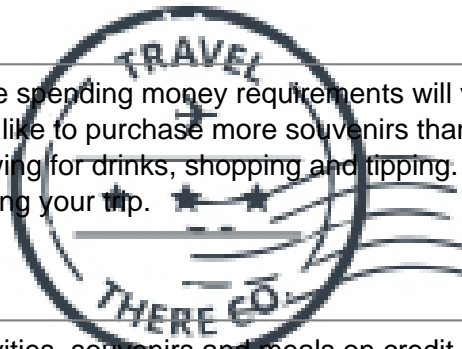 TRAVEL
e spending money requirements will
like to purchase more souvenirs than
ing for drinks, shopping and tipping.
ng your trip.
THERE CO.
vities, souvenirs and meals on credit